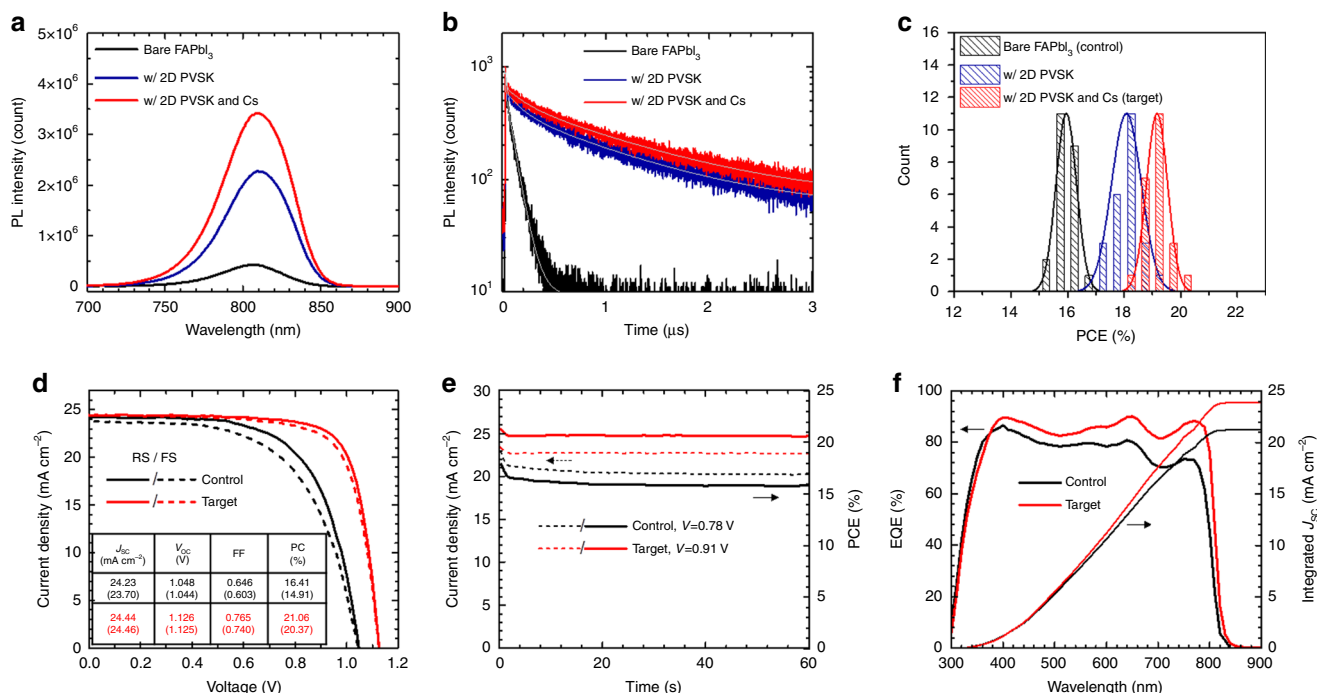 a
5×10⁶
4×10⁶
3×10⁶
2×10⁶
1×10⁶
0
PL intensity (count)
Bare FAPbI₃
w/ 2D PVSK
w/ 2D PVSK and Cs
700 750 800 850 900
Wavelength (nm)
b
10³
10²
10¹
PL intensity (count)
Bare FAPbI₃
w/ 2D PVSK
w/ 2D PVSK and Cs
0 1 2 3
Time (μs)
c
16
14
12
10
8
6
4
2
0
Count
Bare FAPbI₃ (control)
w/ 2D PVSK
w/ 2D PVSK and Cs (target)
12 14 16 18 20 22
PCE (%)
d
25
20
15
10
5
0
Current density (mA cm⁻²)
RS / FS
Control
Target
J_SC (mA cm⁻²) V_OC (V) FF PC (%)
24.23 1.048 0.646 16.41
(23.70) (1.044) (0.603) (14.91)
24.44 1.126 0.765 21.06
(24.46) (1.125) (0.740) (20.37)
0.0 0.2 0.4 0.6 0.8 1.0 1.2
Voltage (V)
e
30
25
20
15
10
5
0
Current density (mA cm⁻²)
Control, V=0.78 V
Target, V=0.91 V
25
20
15
10
5
0
PCE (%)
0 20 40 60
Time (s)
f
100
80
60
40
20
0
EQE (%)
Control
Target
25
20
15
10
5
0
Integrated J_SC (mA cm⁻²)
300 400 500 600 700 800 900
Wavelength (nm)